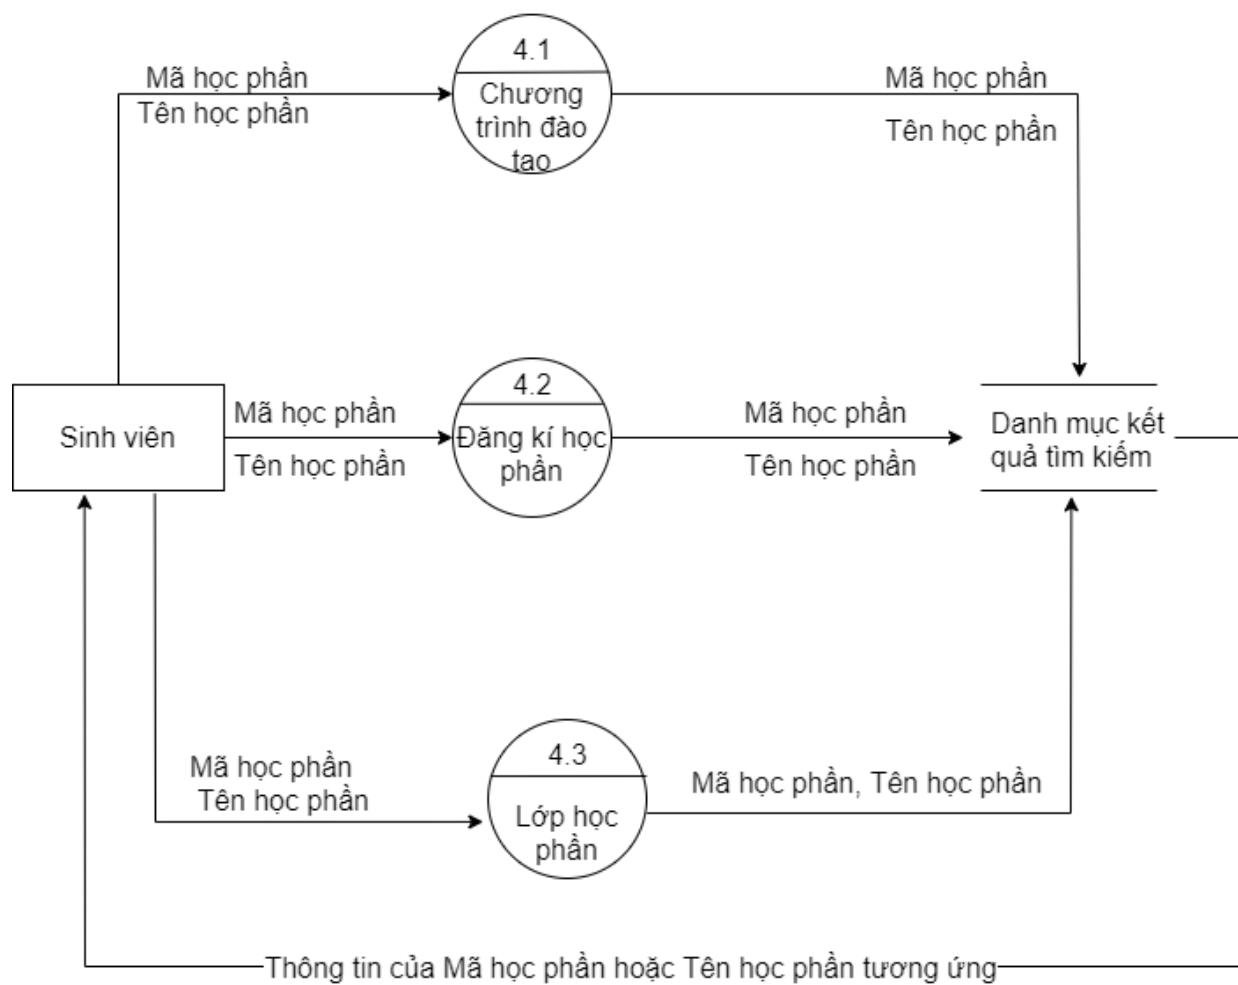 4.1
Mã học phần
Tên học phần
Chương
trình đào
tạo
Mã học phần
Tên học phần
Sinh viên
Mã học phần
Tên học phần
4.2
Đăng kí học
phần
Mã học phần
Tên học phần
Danh mục kết
quả tìm kiếm
Mã học phần
Tên học phần
4.3
Lớp học
phần
Mã học phần, Tên học phần
Thông tin của Mã học phần hoặc Tên học phần tương ứng